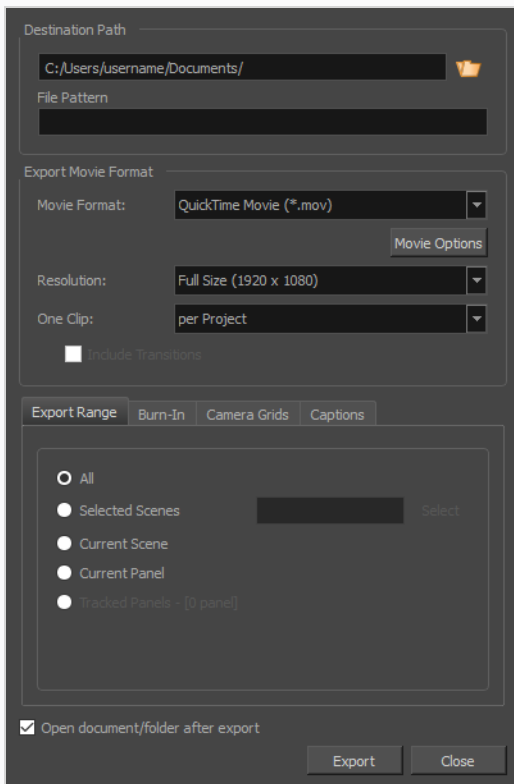 Destination Path
C:/Users/username/Documents/
File Pattern
Export Movie Format
Movie Format: QuickTime Movie (*.mov)
Movie Options
Resolution: Full Size (1920 x 1080)
One Clip: per Project
Include Transitions
Export Range Burn-In Camera Grids Captions
All
Selected Scenes Select
Current Scene
Current Panel
Tracked Panels - [0 panel]
Open document/folder after export
Export Close